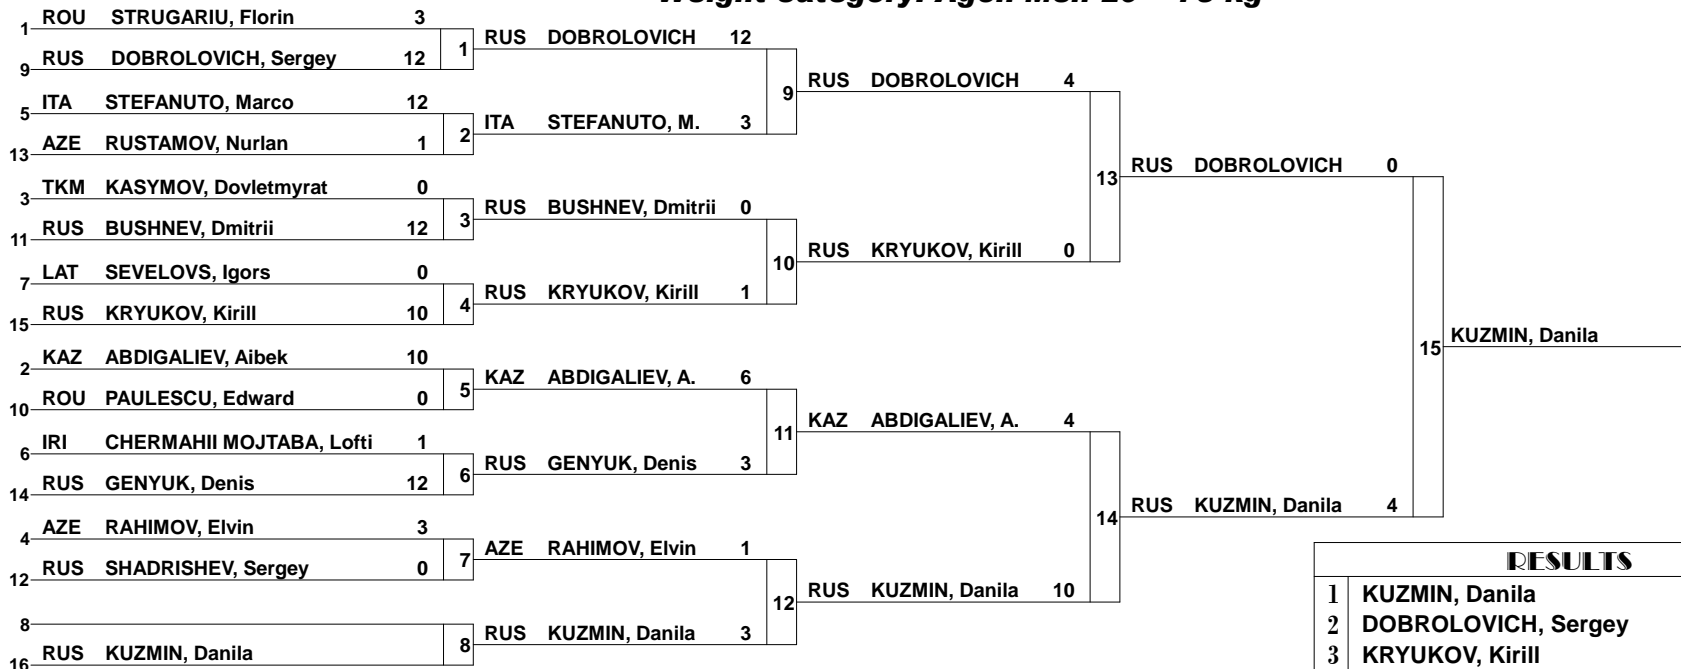 1 ROU STRUGARIU, Florin 3
9 RUS DOBROLOVICH, Sergey 12
1 RUS DOBROLOVICH 12
5 ITA STEFANUTO, Marco 12
13 AZE RUSTAMOV, Nurlan 1
2 ITA STEFANUTO, M. 3
9 RUS DOBROLOVICH 4
3 TKM KASYMOV, Dovletmyrat 0
11 RUS BUSHNEV, Dmitrii 12
3 RUS BUSHNEV, Dmitrii 0
7 LAT SEVELOVS, Igors 0
15 RUS KRYUKOV, Kirill 10
4 RUS KRYUKOV, Kirill 1
10 RUS KRYUKOV, Kirill 0
13 RUS DOBROLOVICH 0
2 KAZ ABDIGALIEV, Aibek 10
10 ROU PAULESCU, Edward 0
5 KAZ ABDIGALIEV, A. 6
6 IRI CHERMAHII MOJTABA, Lofti 1
14 RUS GENYUK, Denis 12
6 RUS GENYUK, Denis 3
11 KAZ ABDIGALIEV, A. 4
4 AZE RAHIMOV, Elvin 3
12 RUS SHADRISHEV, Sergey 0
7 AZE RAHIMOV, Elvin 1
8
16 RUS KUZMIN, Danila
8 RUS KUZMIN, Danila 3
12 RUS KUZMIN, Danila 10
14 RUS KUZMIN, Danila 4
15 KUZMIN, Danila
RESULTS
1 KUZMIN, Danila
2 DOBROLOVICH, Sergey
3 KRYUKOV, Kirill